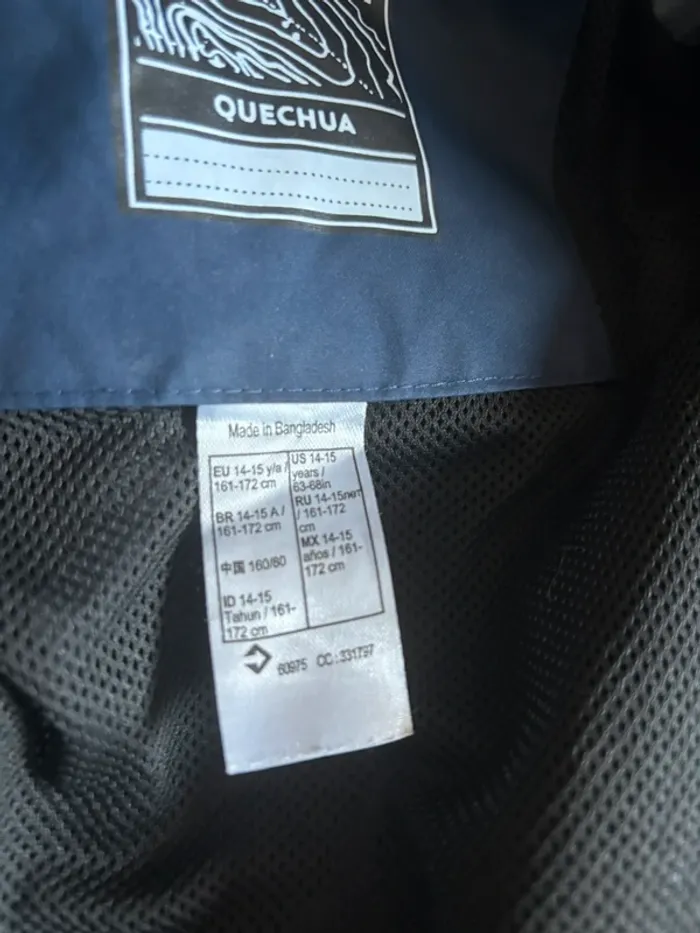 QUECHUA
Made in Bangladesh
EU 14-15 y/a /
161-172 cm
BR 14-15 A /
161-172 cm
中国 160/80
ID 14-15
Tahun / 161-
172 cm
US 14-15
years /
63-68in
RU 14-15лет
/ 161-172
cm
MX 14-15
años / 161-
172 cm
60975 CC : 331797